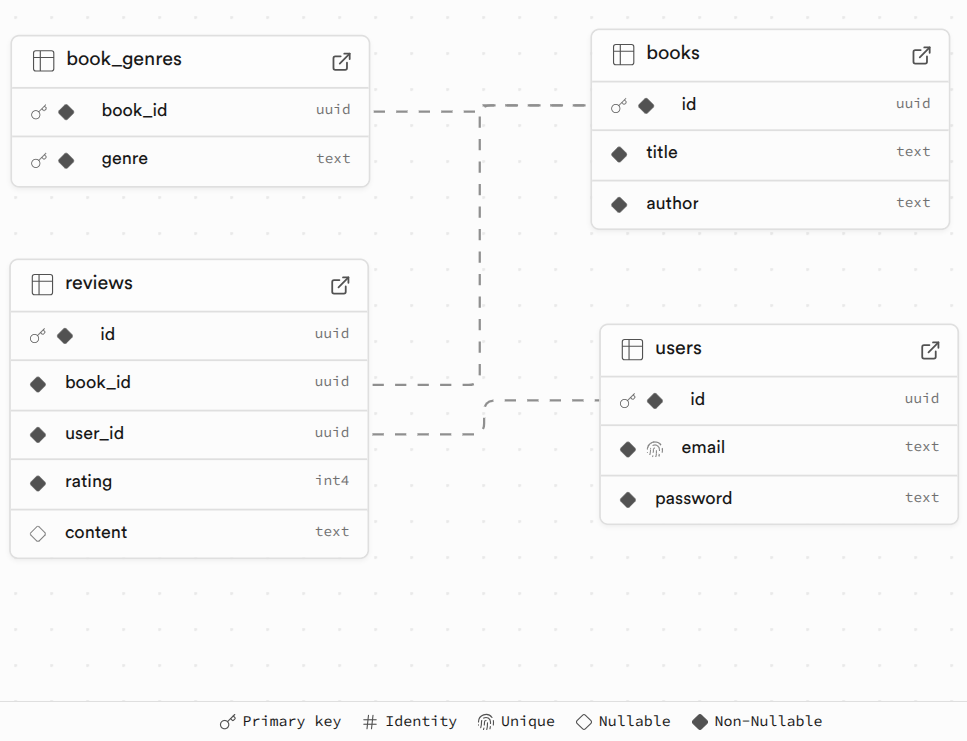 book_genres
book_id uuid
genre text
books
id uuid
title text
author text
reviews
id uuid
book_id uuid
user_id uuid
rating int4
content text
users
id uuid
email text
password text
Primary key # Identity Unique Nullable Non-Nullable